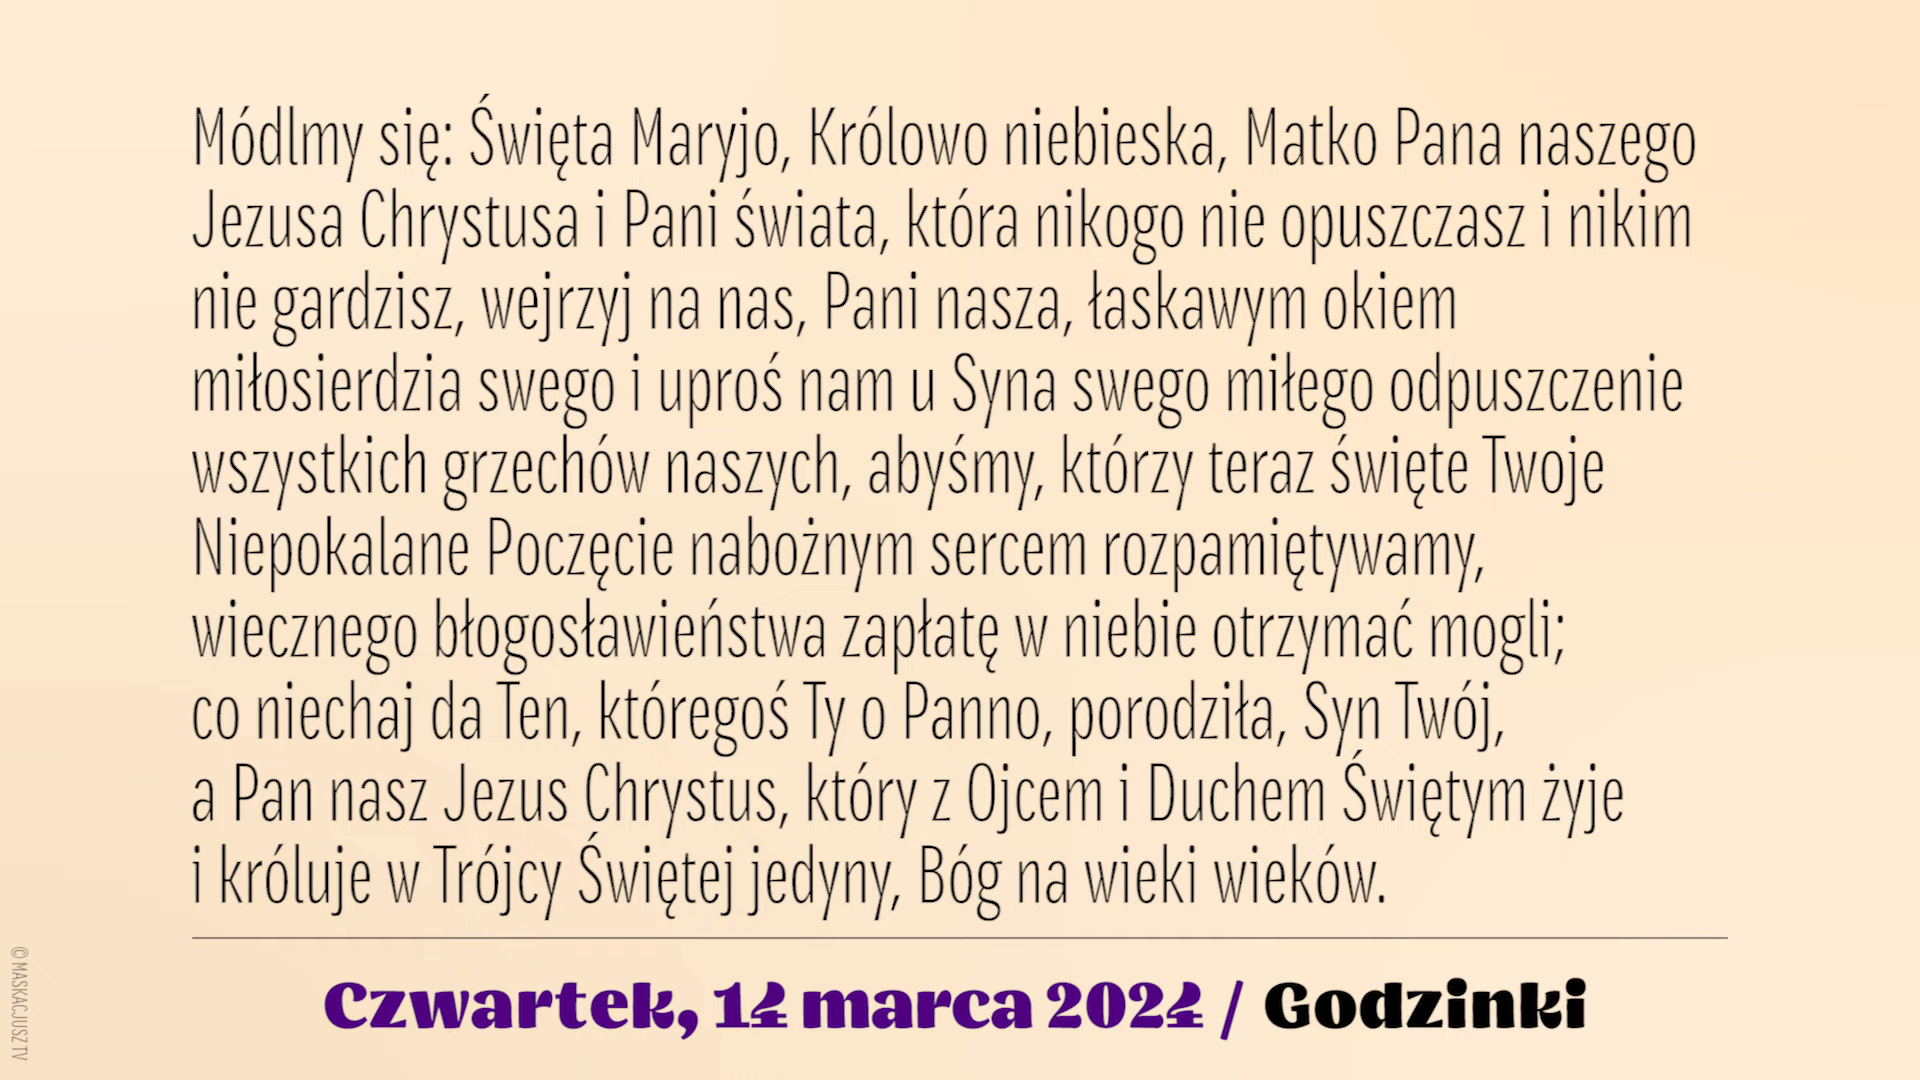 Módlmy się: Święta Maryjo, Królowo niebieska, Matko Pana naszego
Jezusa Chrystusa i Pani świata, która nikogo nie opuszczasz i nikim
nie gardzisz, wejrzyj na nas, Pani nasza, łaskawym okiem
miłosierdzia swego i uproś nam u Syna swego miłego odpuszczenie
wszystkich grzechów naszych, abyśmy, którzy teraz święte Twoje
Niepokalane Poczęcie nabożnym sercem rozpamiętywamy,
wiecznego błogosławieństwa zapłatę w niebie otrzymać mogli;
co niechaj da Ten, któregoś Ty o Panno, porodziła, Syn Twój,
a Pan nasz Jezus Chrystus, który z Ojcem i Duchem Świętym żyje
i króluje w Trójcy Świętej jedyny, Bóg na wieki wieków.
Czwartek, 14 marca 2024 / Godzinki
© MASKACJUSZ TV